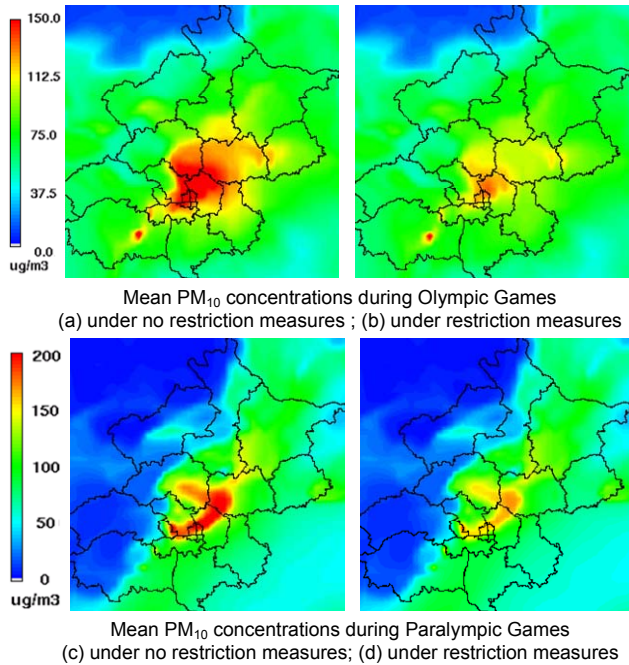 150.0
112.5
75.0
37.5
0.0
ug/m3
Mean PM₁₀ concentrations during Olympic Games
(a) under no restriction measures ; (b) under restriction measures
200
150
100
50
0
ug/m3
Mean PM₁₀ concentrations during Paralympic Games
(c) under no restriction measures; (d) under restriction measures